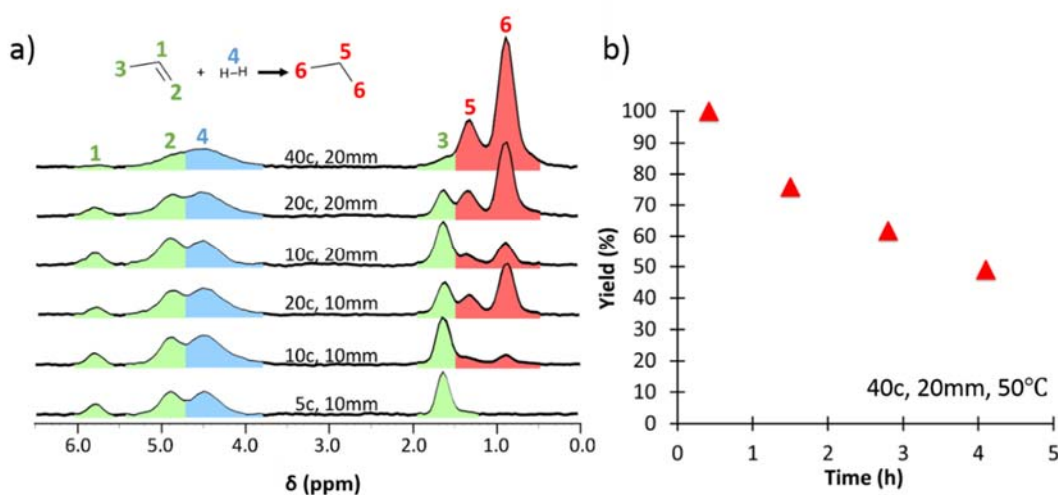 a)
1
3
2
+
4
H-H
5
6
6
6
5
1
2
4
3
40c, 20mm
20c, 20mm
10c, 20mm
20c, 10mm
10c, 10mm
5c, 10mm
6.0 5.0 4.0 3.0 2.0 1.0 0.0
δ (ppm)
b)
100
90
80
70
60
50
40
30
20
10
0
Yield (%)
40c, 20mm, 50℃
0 1 2 3 4 5
Time (h)